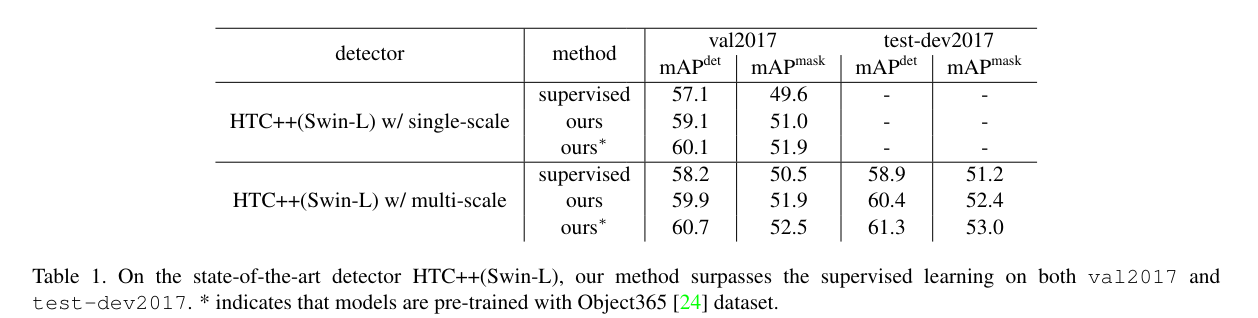 detector method val2017 test-dev2017
mAP^det mAP^mask mAP^det mAP^mask
supervised 57.1 49.6 - -
HTC++(Swin-L) w/ single-scale ours 59.1 51.0 - -
ours* 60.1 51.9 - -
supervised 58.2 50.5 58.9 51.2
HTC++(Swin-L) w/ multi-scale ours 59.9 51.9 60.4 52.4
ours* 60.7 52.5 61.3 53.0
Table 1. On the state-of-the-art detector HTC++(Swin-L), our method surpasses the supervised learning on both val2017 and
test-dev2017. * indicates that models are pre-trained with Object365 [24] dataset.